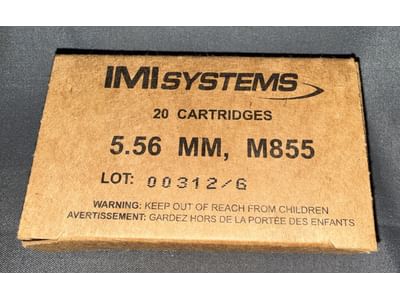 IMI SYSTEMS
20 CARTRIDGES
5.56 MM, M855
LOT: 00312/G
WARNING: KEEP OUT OF REACH FROM CHILDREN
AVERTISSEMENT: GARDEZ HORS DE LA PORTÉE DES ENFANTS